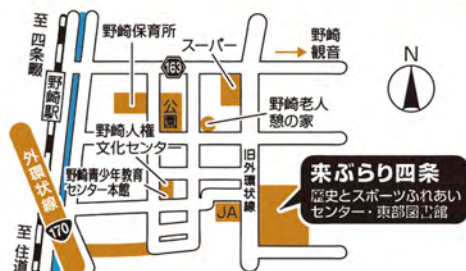 至 四条畷
野崎駅
外環状線
170
至 住道
野崎保育所
163
スーパー
野崎
観音
N
公園
野崎老人
憩の家
野崎人権
文化センター
野崎青少年教育
センター本館
旧外環状線
JA
来ぶらり四条
歴史とスポーツふれあい
センター・東部図書館